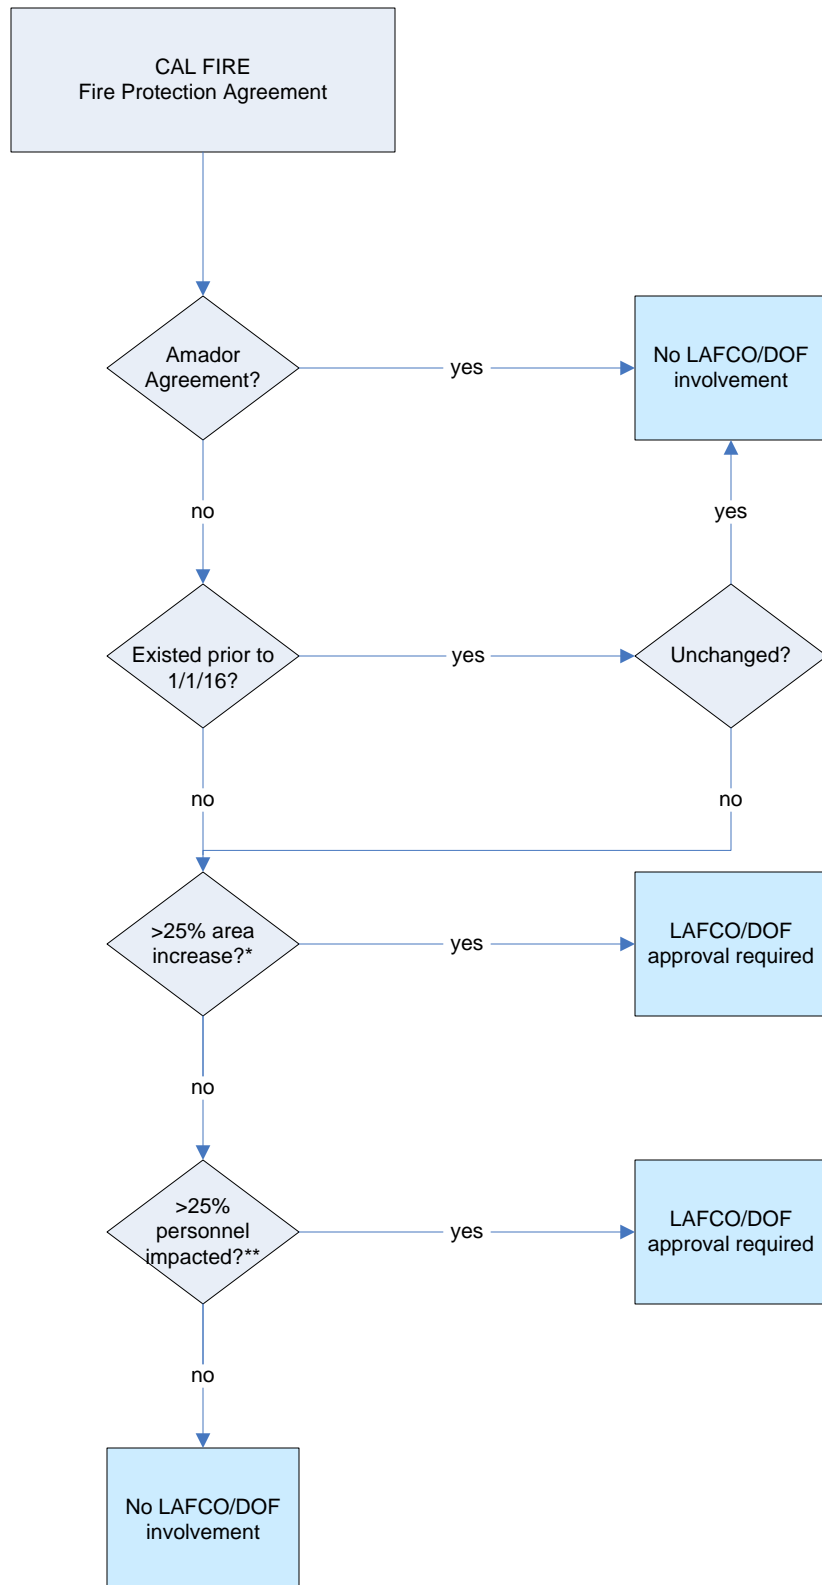 CAL FIRE
Fire Protection Agreement
Amador
Agreement?
yes
No LAFCO/DOF
involvement
no
yes
Existed prior to
1/1/16?
yes
Unchanged?
no
no
>25% area
increase?*
yes
LAFCO/DOF
approval required
no
>25%
personnel
impacted?**
yes
LAFCO/DOF
approval required
no
No LAFCO/DOF
involvement